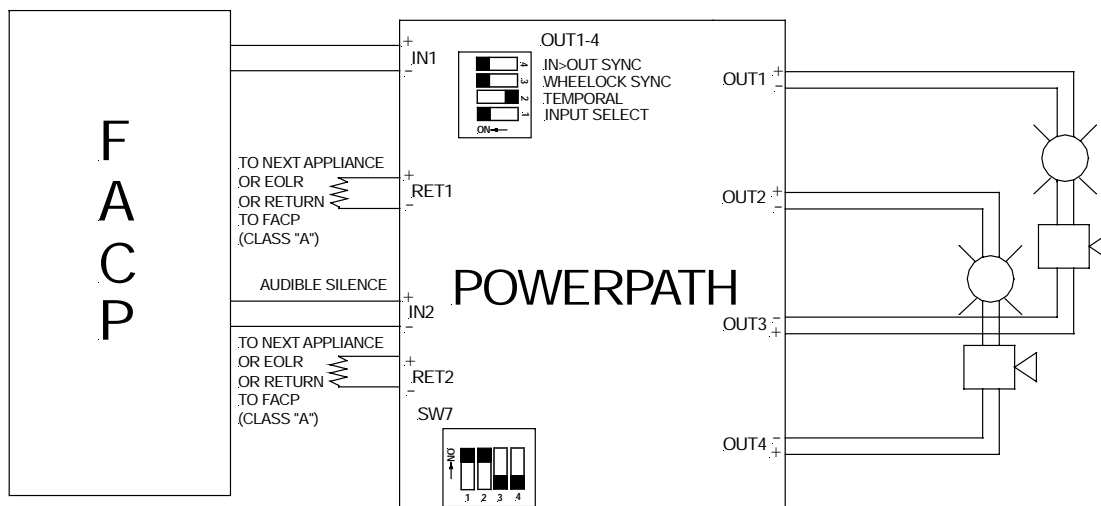 F
A
C
P
+
IN1
-
OUT1-4
4 IN>OUT SYNC
3 WHEELOCK SYNC
2 TEMPORAL
1 INPUT SELECT
ON
TO NEXT APPLIANCE
OR EOLR
OR RETURN
TO FACP
(CLASS "A")
+
RET1
-
AUDIBLE SILENCE
+
IN2
-
TO NEXT APPLIANCE
OR EOLR
OR RETURN
TO FACP
(CLASS "A")
+
RET2
-
SW7
ON
1 2 3 4
POWERPATH
OUT1 +
-
OUT2 +
-
OUT3 -
+
OUT4 -
+